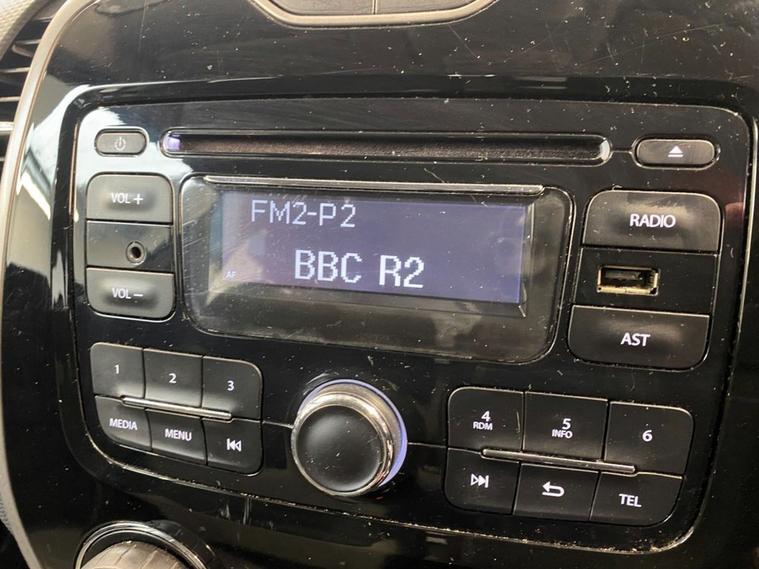 VOL +
FM2-P2
RADIO
AF
BBC R2
VOL –
AST
1
2
3
4
RDM
5
INFO
6
MEDIA
MENU
TEL